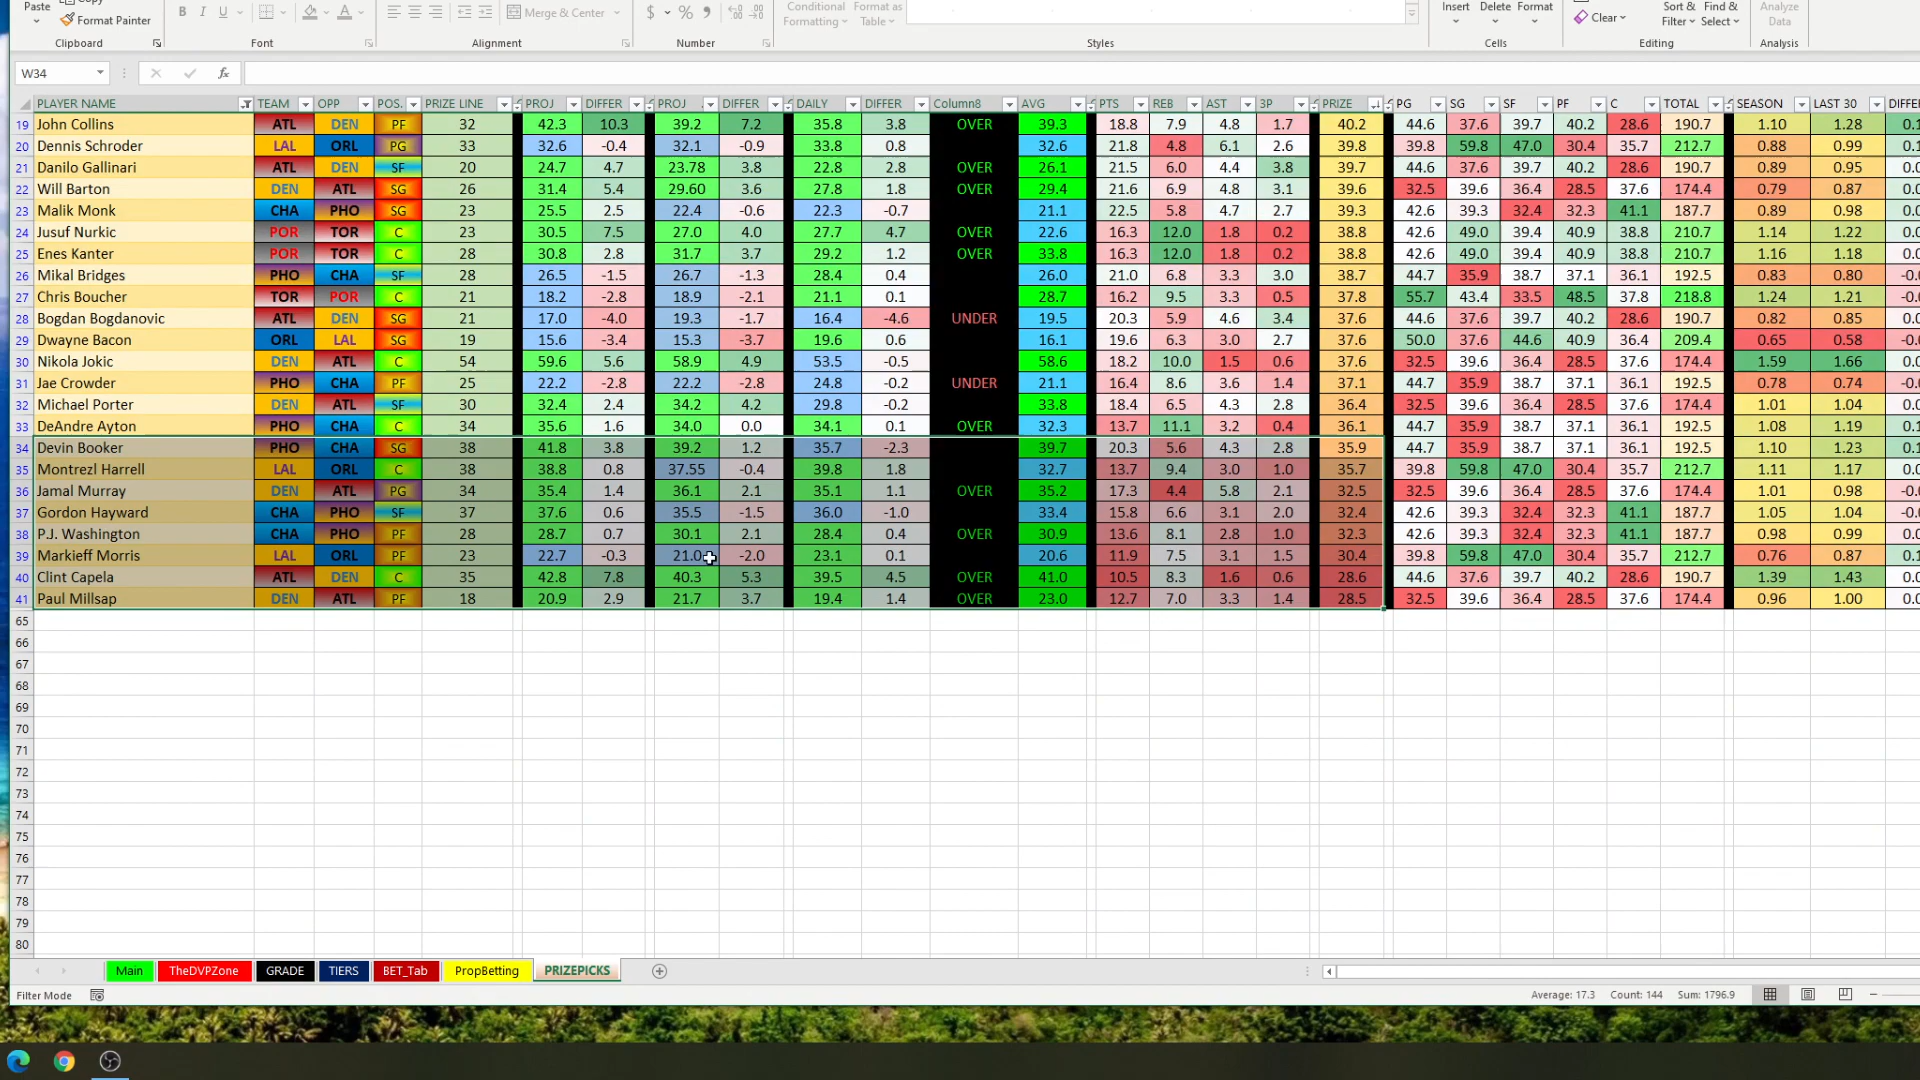 Paste Copy Format Painter B I U Merge & Center $ % Conditional Formatting Format as Table Insert Delete Format Clear Sort & Filter Find & Select Analyze Data
Clipboard Font Alignment Number Styles Cells Editing Analysis
W34 fx
PLAYER NAME TEAM OPP POS. PRIZE LINE PROJ DIFFER PROJ DIFFER DAILY DIFFER Column8 AVG PTS REB AST 3P PRIZE PG SG SF PF C TOTAL SEASON LAST 30 DIFFE
19 John Collins ATL DEN PF 32 42.3 10.3 39.2 7.2 35.8 3.8 OVER 39.3 18.8 7.9 4.8 1.7 40.2 44.6 37.6 39.7 40.2 28.6 190.7 1.10 1.28 0.1
20 Dennis Schroder LAL ORL PG 33 32.6 -0.4 32.1 -0.9 33.8 0.8 32.6 21.8 4.8 6.1 2.6 39.8 39.8 59.8 47.0 30.4 35.7 212.7 0.88 0.99 0.1
21 Danilo Gallinari ATL DEN SF 20 24.7 4.7 23.78 3.8 22.8 2.8 OVER 26.1 21.5 6.0 4.4 3.8 39.7 44.6 37.6 39.7 40.2 28.6 190.7 0.89 0.95 0.0
22 Will Barton DEN ATL SG 26 31.4 5.4 29.60 3.6 27.8 1.8 OVER 29.4 21.6 6.9 4.8 3.1 39.6 32.5 39.6 36.4 28.5 37.6 174.4 0.79 0.87 0.0
23 Malik Monk CHA PHO SG 23 25.5 2.5 22.4 -0.6 22.3 -0.7 21.1 22.5 5.8 4.7 2.7 39.3 42.6 39.3 32.4 32.3 41.1 187.7 0.89 0.98 0.0
24 Jusuf Nurkic POR TOR C 23 30.5 7.5 27.0 4.0 27.7 4.7 OVER 22.6 16.3 12.0 1.8 0.2 38.8 42.6 49.0 39.4 40.9 38.8 210.7 1.14 1.22 0.0
25 Enes Kanter POR TOR C 28 30.8 2.8 31.7 3.7 29.2 1.2 OVER 33.8 16.3 12.0 1.8 0.2 38.8 42.6 49.0 39.4 40.9 38.8 210.7 1.16 1.18 0.0
26 Mikal Bridges PHO CHA SF 28 26.5 -1.5 26.7 -1.3 28.4 0.4 26.0 21.0 6.8 3.3 3.0 38.7 44.7 35.9 38.7 37.1 36.1 192.5 0.83 0.80 -0.0
27 Chris Boucher TOR POR C 21 18.2 -2.8 18.9 -2.1 21.1 0.1 28.7 16.2 9.5 3.3 0.5 37.8 55.7 43.4 33.5 48.5 37.8 218.8 1.24 1.21 -0.0
28 Bogdan Bogdanovic ATL DEN SG 21 17.0 -4.0 19.3 -1.7 16.4 -4.6 UNDER 19.5 20.3 5.9 4.6 3.4 37.6 44.6 37.6 39.7 40.2 28.6 190.7 0.82 0.85 0.0
29 Dwayne Bacon ORL LAL SG 19 15.6 -3.4 15.3 -3.7 19.6 0.6 16.1 19.6 6.3 3.0 2.7 37.6 50.0 37.6 44.6 40.9 36.4 209.4 0.65 0.58 -0.0
30 Nikola Jokic DEN ATL C 54 59.6 5.6 58.9 4.9 53.5 -0.5 58.6 18.2 10.0 1.5 0.6 37.6 32.5 39.6 36.4 28.5 37.6 174.4 1.59 1.66 0.0
31 Jae Crowder PHO CHA PF 25 22.2 -2.8 22.2 -2.8 24.8 -0.2 UNDER 21.1 16.4 8.6 3.6 1.4 37.1 44.7 35.9 38.7 37.1 36.1 192.5 0.78 0.74 -0.0
32 Michael Porter DEN ATL SF 30 32.4 2.4 34.2 4.2 29.8 -0.2 33.8 18.4 6.5 4.3 2.8 36.4 32.5 39.6 36.4 28.5 37.6 174.4 1.01 1.04 0.0
33 DeAndre Ayton PHO CHA C 34 35.6 1.6 34.0 0.0 34.1 0.1 OVER 32.3 13.7 11.1 3.2 0.4 36.1 44.7 35.9 38.7 37.1 36.1 192.5 1.08 1.19 0.1
34 Devin Booker PHO CHA SG 38 41.8 3.8 39.2 1.2 35.7 -2.3 39.7 20.3 5.6 4.3 2.8 35.9 44.7 35.9 38.7 37.1 36.1 192.5 1.10 1.23 0.1
35 Montrezl Harrell LAL ORL C 38 38.8 0.8 37.55 -0.4 39.8 1.8 32.7 13.7 9.4 3.0 1.0 35.7 39.8 59.8 47.0 30.4 35.7 212.7 1.11 1.17 0.0
36 Jamal Murray DEN ATL PG 34 35.4 1.4 36.1 2.1 35.1 1.1 OVER 35.2 17.3 4.4 5.8 2.1 32.5 32.5 39.6 36.4 28.5 37.6 174.4 1.01 0.98 -0.0
37 Gordon Hayward CHA PHO SF 37 37.6 0.6 35.5 -1.5 36.0 -1.0 33.4 15.8 6.6 3.1 2.0 32.4 42.6 39.3 32.4 32.3 41.1 187.7 1.05 1.04 -0.0
38 P.J. Washington CHA PHO PF 28 28.7 0.7 30.1 2.1 28.4 0.4 OVER 30.9 13.6 8.1 2.8 1.0 32.3 42.6 39.3 32.4 32.3 41.1 187.7 0.98 0.99 0.0
39 Markieff Morris LAL ORL PF 23 22.7 -0.3 21.0 -2.0 23.1 0.1 20.6 11.9 7.5 3.1 1.5 30.4 39.8 59.8 47.0 30.4 35.7 212.7 0.76 0.87 0.1
40 Clint Capela ATL DEN C 35 42.8 7.8 40.3 5.3 39.5 4.5 OVER 41.0 10.5 8.3 1.6 0.6 28.6 44.6 37.6 39.7 40.2 28.6 190.7 1.39 1.43 0.0
41 Paul Millsap DEN ATL PF 18 20.9 2.9 21.7 3.7 19.4 1.4 OVER 23.0 12.7 7.0 3.3 1.4 28.5 32.5 39.6 36.4 28.5 37.6 174.4 0.96 1.00 0.0
65
66
67
68
69
70
71
72
73
74
75
76
77
78
79
80
Main TheDVPZone GRADE TIERS BET_Tab PropBetting PRIZEPICKS
Filter Mode Average: 17.3 Count: 144 Sum: 1796.9